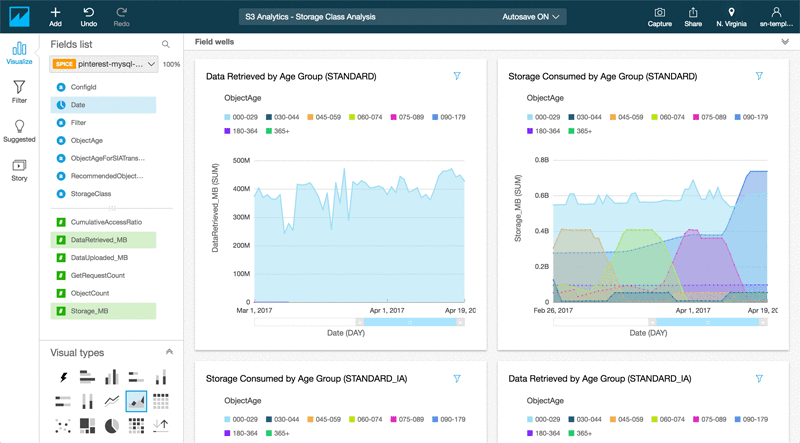 Add
Undo
Redo
S3 Analytics - Storage Class Analysis
Autosave ON
Capture
Share
N. Virginia
sn-templ...
Visualize
Filter
Suggested
Story
Fields list
SPICE
pinterest-mysql-...
100%
ConfigId
Date
Filter
ObjectAge
ObjectAgeForSIATrans...
RecommendedObject...
StorageClass
CumulativeAccessRatio
DataRetrieved_MB
DataUploaded_MB
GetRequestCount
ObjectCount
Storage_MB
Visual types
Field wells
Data Retrieved by Age Group (STANDARD)
ObjectAge
000-029 030-044 045-059 060-074 075-089 090-179
180-364 365+
DataRetrieved_MB (SUM)
500M
400M
300M
200M
100M
0
Mar 1, 2017 Apr 1, 2017 Apr 19, 20
Date (DAY)
Storage Consumed by Age Group (STANDARD)
ObjectAge
000-029 030-044 045-059 060-074 075-089 090-179
180-364 365+
Storage_MB (SUM)
0.8B
0.6B
0.4B
0.2B
0
Feb 26, 2017 Apr 1, 2017 Apr 19, 20
Date (DAY)
Storage Consumed by Age Group (STANDARD_IA)
ObjectAge
000-029 030-044 045-059 060-074 075-089 090-179
180-364 365+
Data Retrieved by Age Group (STANDARD_IA)
ObjectAge
000-029 030-044 045-059 060-074 075-089 090-179
180-364 365+